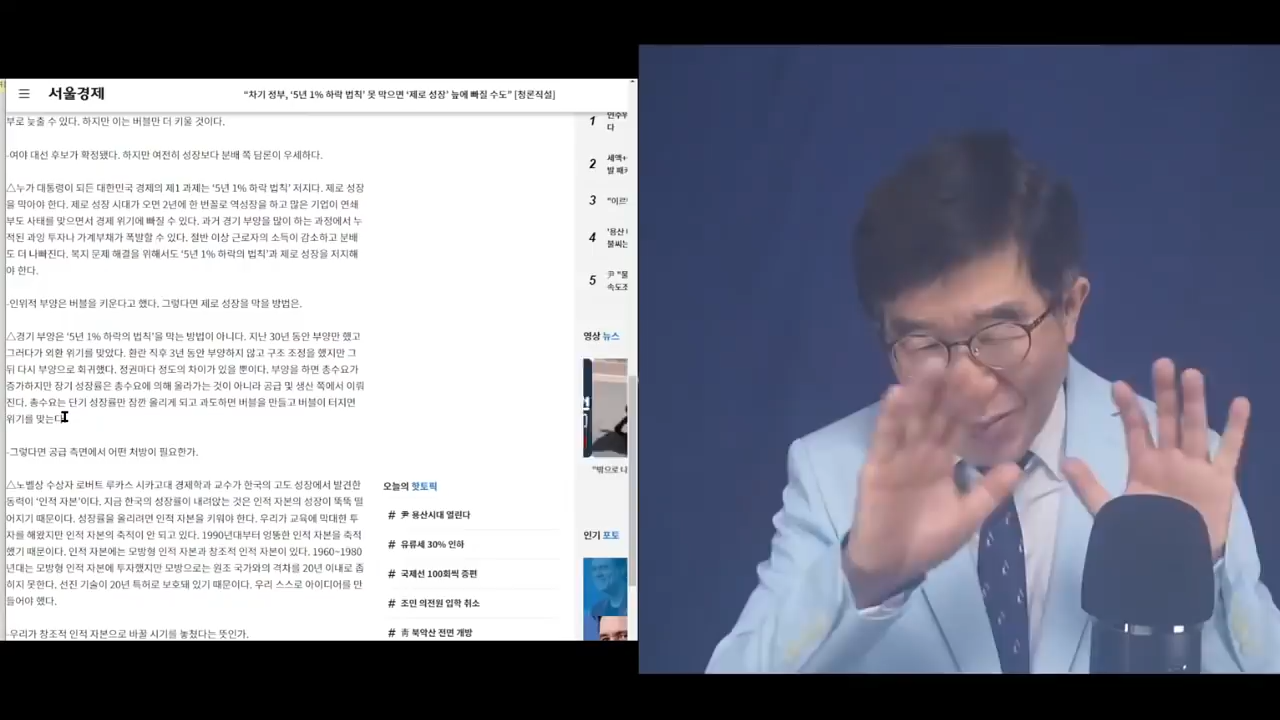 서울경제
“차기 정부, ‘5년 1% 하락 법칙’ 못 막으면 ‘제로 성장’ 늪에 빠질 수도” [청론직설]
부로 늦출 수 있다. 하지만 이는 버블만 더 키울 것이다.
-여야 대선 후보가 확정됐다. 하지만 여전히 성장보다 분배 쪽 담론이 우세하다.
△누가 대통령이 되든 대한민국 경제의 제1 과제는 ‘5년 1% 하락 법칙’ 저지다. 제로 성장
을 막아야 한다. 제로 성장 시대가 오면 2년에 한 번꼴로 역성장을 하고 많은 기업이 연쇄
부도 사태를 맞으면서 경제 위기에 빠질 수 있다. 과거 경기 부양을 많이 하는 과정에서 누
적된 과잉 투자나 가계부채가 폭발할 수 있다. 절반 이상 근로자의 소득이 감소하고 분배
도 더 나빠진다. 복지 문제 해결을 위해서도 ‘5년 1% 하락의 법칙’과 제로 성장을 저지해
야 한다.
-인위적 부양은 버블을 키운다고 했다. 그렇다면 제로 성장을 막을 방법은.
△경기 부양은 ‘5년 1% 하락의 법칙’을 막는 방법이 아니다. 지난 30년 동안 부양만 했고
그러다가 외환 위기를 맞았다. 환란 직후 3년 동안 부양하지 않고 구조 조정을 했지만 그
뒤 다시 부양으로 회귀했다. 정권마다 정도의 차이가 있을 뿐이다. 부양을 하면 총수요가
증가하지만 장기 성장률은 총수요에 의해 올라가는 것이 아니라 공급 및 생산 쪽에서 이뤄
진다. 총수요는 단기 성장률만 잠깐 올리게 되고 과도하면 버블을 만들고 버블이 터지면
위기를 맞는다
-그렇다면 공급 측면에서 어떤 처방이 필요한가.
△노벨상 수상자 로버트 루카스 시카고대 경제학과 교수가 한국의 고도 성장에서 발견한
동력이 ‘인적 자본’이다. 지금 한국의 성장률이 내려앉는 것은 인적 자본의 성장이 뚝뚝 떨
어지기 때문이다. 성장률을 올리려면 인적 자본을 키워야 한다. 우리가 교육에 막대한 투
자를 해왔지만 인적 자본의 축적이 안 되고 있다. 1990년대부터 엉뚱한 인적 자본을 축적
했기 때문이다. 인적 자본에는 모방형 인적 자본과 창조적 인적 자본이 있다. 1960~1980
년대는 모방형 인적 자본에 투자했지만 모방으로는 원조 국가와의 격차를 20년 이내로 좁
히지 못한다. 선진 기술이 20년 특허로 보호돼 있기 때문이다. 우리 스스로 아이디어를 만
들어야 했다.
-우리가 창조적 인적 자본으로 바꿀 시기를 놓쳤다는 뜻인가.
오늘의 핫토픽
# 尹 용산시대 열린다
# 유류세 30% 인하
# 국제선 100회씩 증편
# 조민 의전원 입학 취소
# 靑 북악산 전면 개방
1
다
2 세액+
발 패키
3 "이르
4 '용산
불씨는
5 尹 "물
속도조
영상 뉴스
"밖으로 나
인기 포토